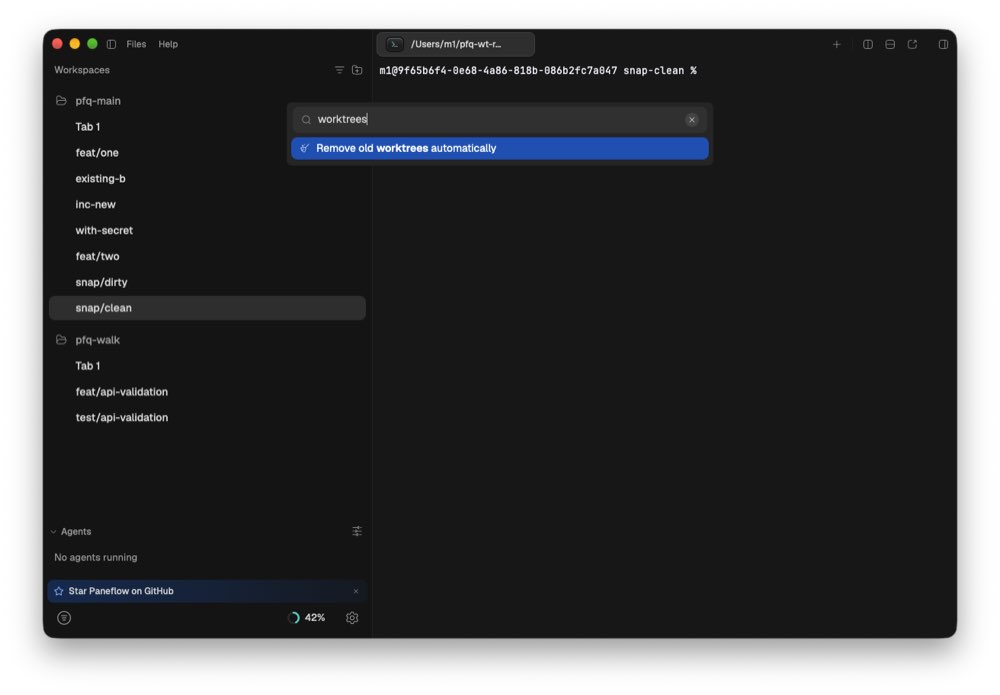 Files Help
/Users/m1/pfq-wt-r...
Workspaces
m1@9f65b6f4-0e68-4a86-818b-086b2fc7a047 snap-clean %
pfq-main
Tab 1
feat/one
existing-b
inc-new
with-secret
feat/two
snap/dirty
snap/clean
pfq-walk
Tab 1
feat/api-validation
test/api-validation
worktrees
Remove old worktrees automatically
Agents
No agents running
Star Paneflow on GitHub
42%